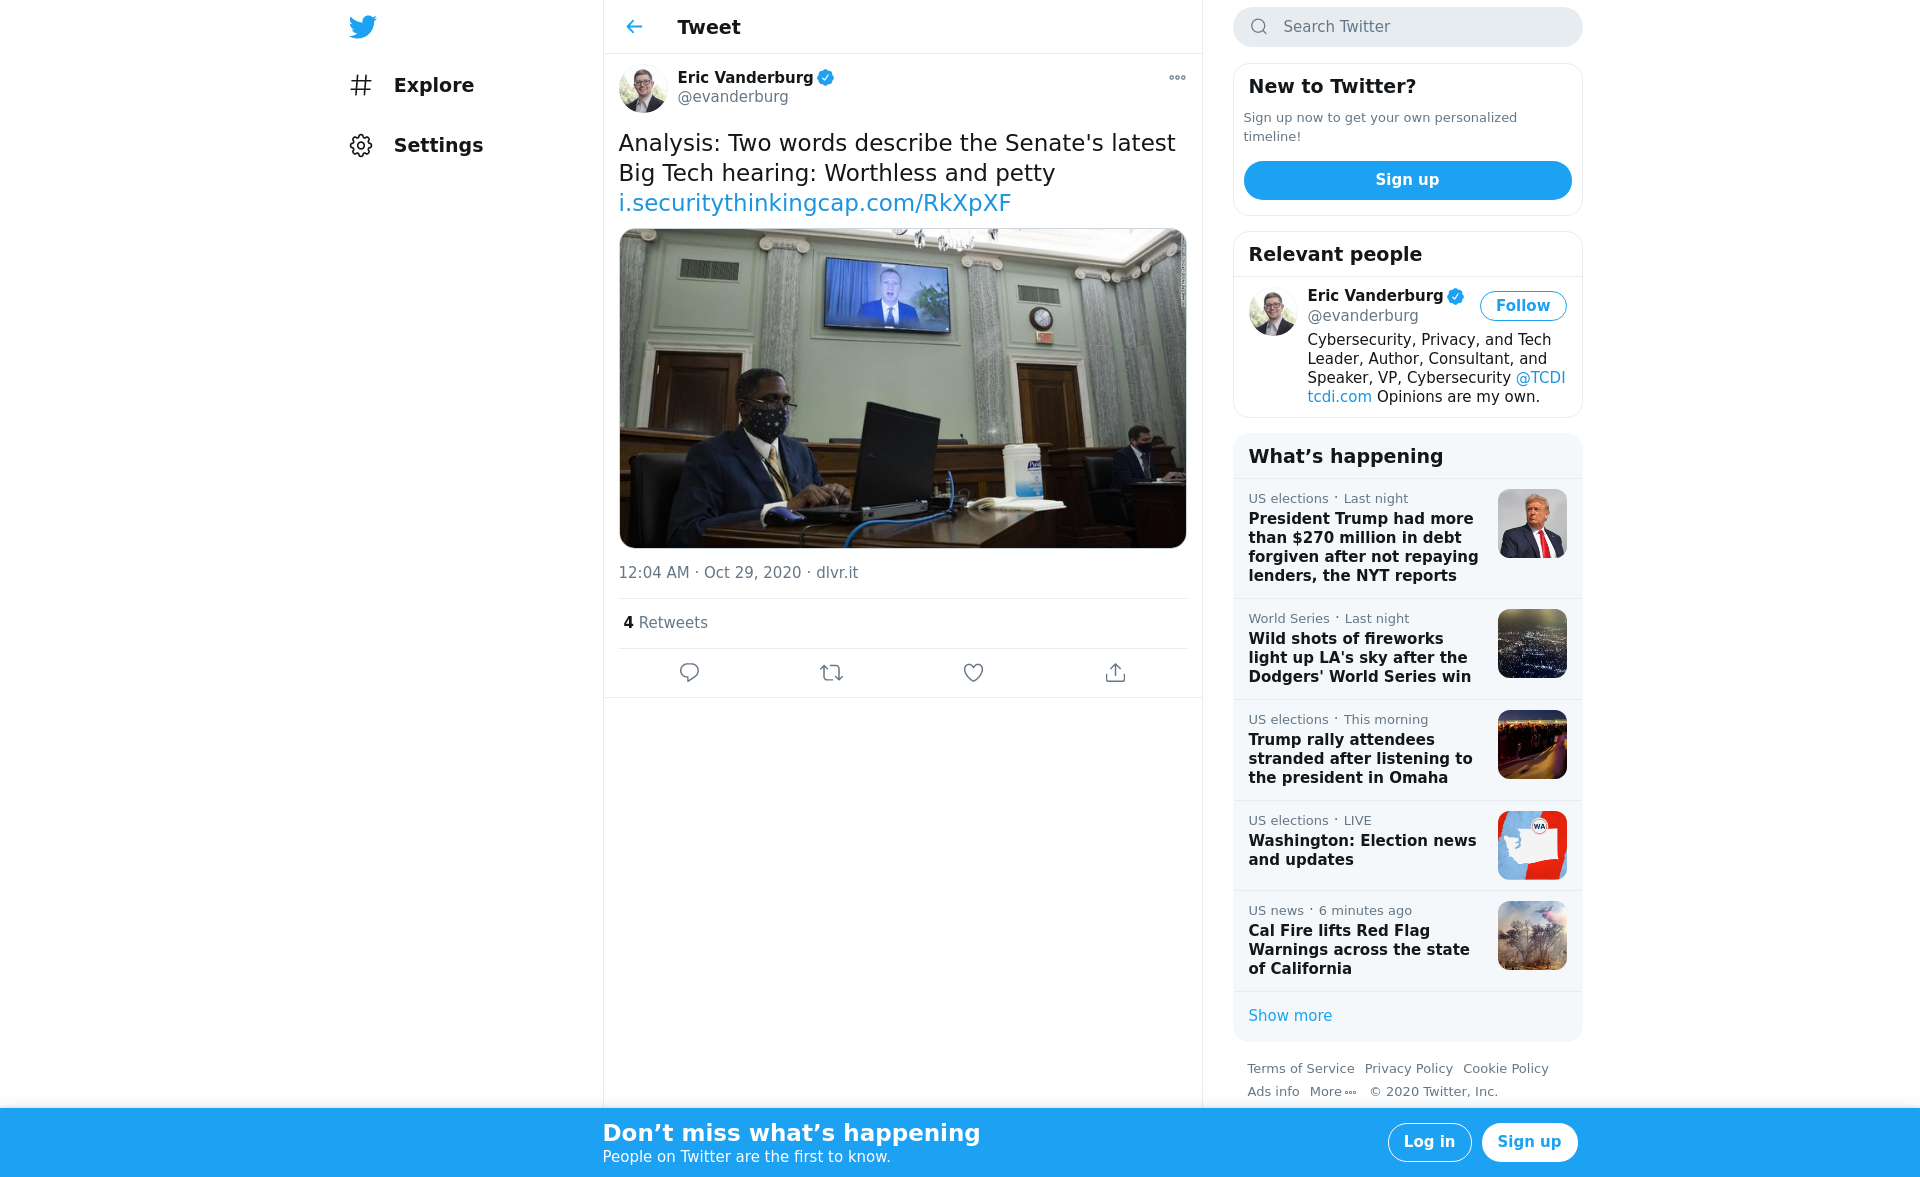 Explore
Settings
Tweet
Eric Vanderburg
@evanderburg
Analysis: Two words describe the Senate's latest
Big Tech hearing: Worthless and petty
i.securitythinkingcap.com/RkXpXF
12:04 AM · Oct 29, 2020 · dlvr.it
4 Retweets
Search Twitter
New to Twitter?
Sign up now to get your own personalized
timeline!
Sign up
Relevant people
Eric Vanderburg
@evanderburg
Follow
Cybersecurity, Privacy, and Tech
Leader, Author, Consultant, and
Speaker, VP, Cybersecurity @TCDI
tcdi.com Opinions are my own.
What’s happening
US elections · Last night
President Trump had more
than $270 million in debt
forgiven after not repaying
lenders, the NYT reports
World Series · Last night
Wild shots of fireworks
light up LA's sky after the
Dodgers' World Series win
US elections · This morning
Trump rally attendees
stranded after listening to
the president in Omaha
US elections · LIVE
Washington: Election news
and updates
WA
US news · 6 minutes ago
Cal Fire lifts Red Flag
Warnings across the state
of California
Show more
Terms of Service Privacy Policy Cookie Policy
Ads info More © 2020 Twitter, Inc.
Don’t miss what’s happening
People on Twitter are the first to know.
Log in
Sign up